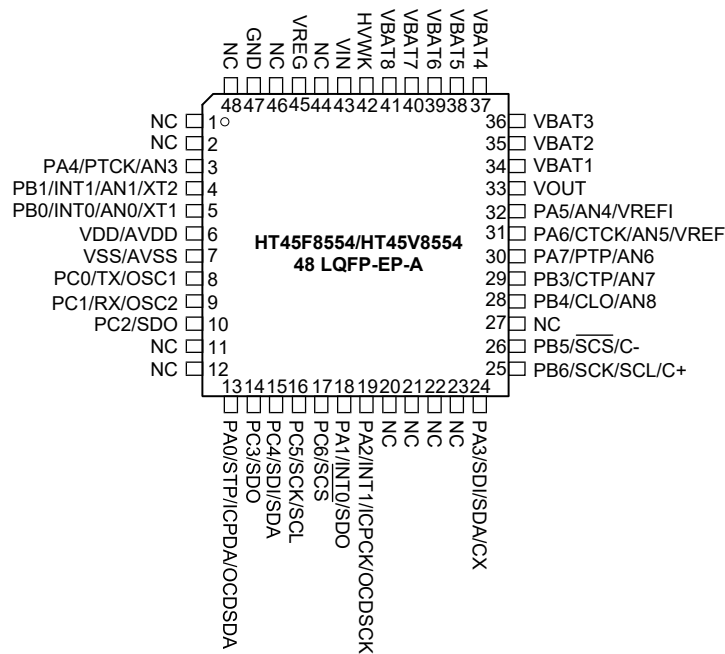 NC
GND
NC
VREG
NC
VIN
HVWK
VBAT8
VBAT7
VBAT6
VBAT5
VBAT4
48 47 46 45 44 43 42 41 40 39 38 37
NC 1
NC 2
PA4/PTCK/AN3 3
PB1/INT1/AN1/XT2 4
PB0/INT0/AN0/XT1 5
VDD/AVDD 6
VSS/AVSS 7
PC0/TX/OSC1 8
PC1/RX/OSC2 9
PC2/SDO 10
NC 11
NC 12
HT45F8554/HT45V8554
48 LQFP-EP-A
36 VBAT3
35 VBAT2
34 VBAT1
33 VOUT
32 PA5/AN4/VREFI
31 PA6/CTCK/AN5/VREF
30 PA7/PTP/AN6
29 PB3/CTP/AN7
28 PB4/CLO/AN8
27 NC
26 PB5/S̅C̅S̅/C-
25 PB6/SCK/SCL/C+
13 14 15 16 17 18 19 20 21 22 23 24
PA0/STP/ICPDA/OCDSDA
PC3/SDO
PC4/SDI/SDA
PC5/SCK/SCL
PC6/S̅C̅S̅
PA1/INT0/SDO
PA2/INT1/ICPCK/OCDSCK
NC
NC
NC
NC
PA3/SDI/SDA/CX